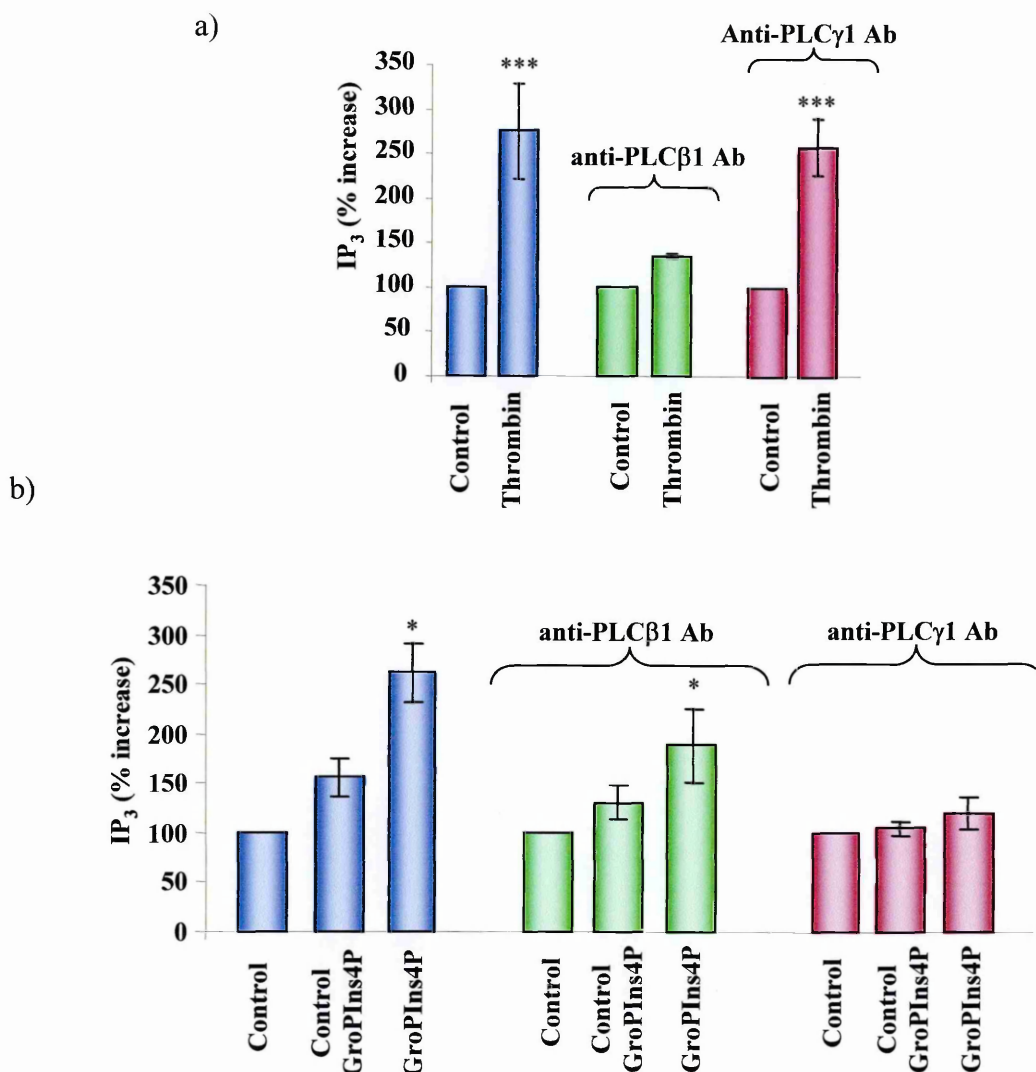 a)
Anti-PLCγ1 Ab
anti-PLCβ1 Ab
***
***
IP3 (% increase)
350
300
250
200
150
100
50
0
Control
Thrombin
Control
Thrombin
Control
Thrombin
b)
anti-PLCβ1 Ab
anti-PLCγ1 Ab
*
*
IP3 (% increase)
350
300
250
200
150
100
50
0
Control
Control
GroPIns4P
GroPIns4P
Control
Control
GroPIns4P
GroPIns4P
Control
Control
GroPIns4P
GroPIns4P